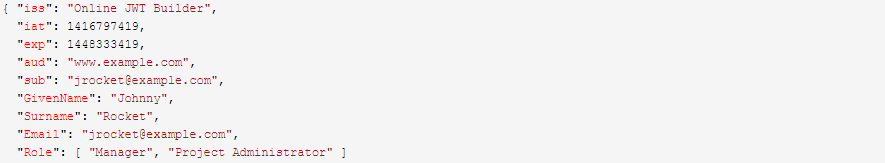 { "iss": "Online JWT Builder",
"iat": 1416797419,
"exp": 1448333419,
"aud": "www.example.com",
"sub": "jrocket@example.com",
"GivenName": "Johnny",
"Surname": "Rocket",
"Email": "jrocket@example.com",
"Role": [ "Manager", "Project Administrator" ]